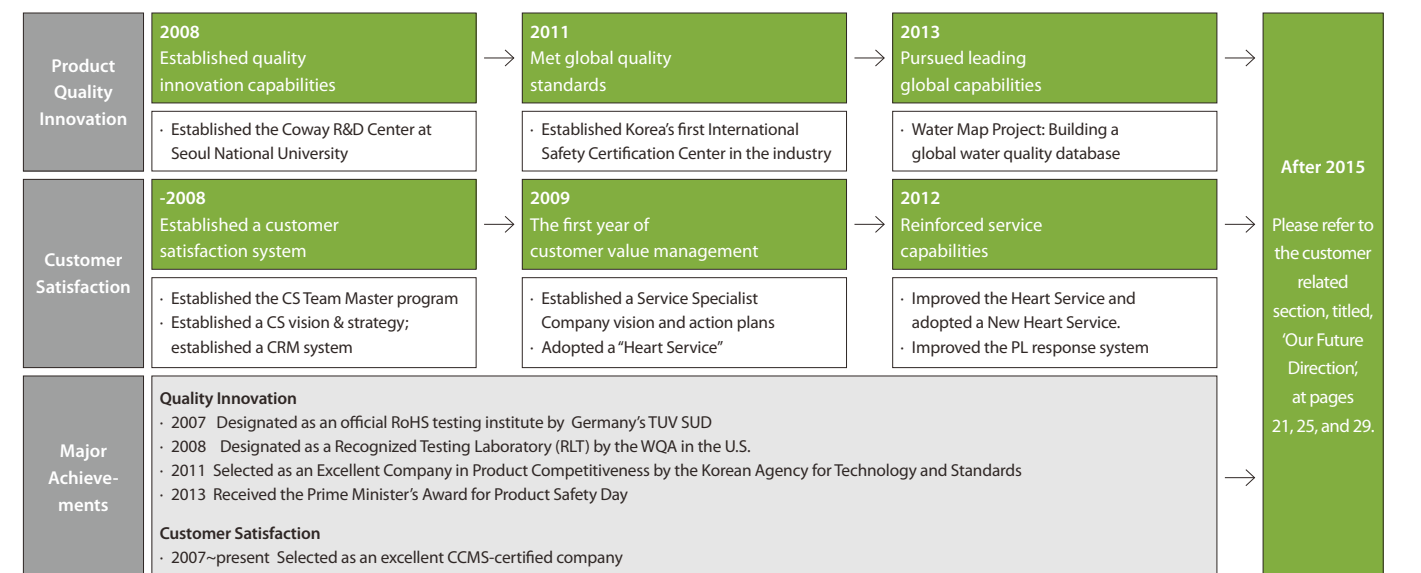 Product
Quality
Innovation
2008
Established quality
innovation capabilities
· Established the Coway R&D Center at
Seoul National University
2011
Met global quality
standards
· Established Korea's first International
Safety Certification Center in the industry
2013
Pursued leading
global capabilities
· Water Map Project: Building a
global water quality database
Customer
Satisfaction
-2008
Established a customer
satisfaction system
· Established the CS Team Master program
· Established a CS vision & strategy;
established a CRM system
2009
The first year of
customer value management
· Established a Service Specialist
Company vision and action plans
· Adopted a “Heart Service”
2012
Reinforced service
capabilities
· Improved the Heart Service and
adopted a New Heart Service.
· Improved the PL response system
Major
Achieve-
ments
Quality Innovation
· 2007 Designated as an official RoHS testing institute by Germany's TUV SUD
· 2008 Designated as a Recognized Testing Laboratory (RLT) by the WQA in the U.S.
· 2011 Selected as an Excellent Company in Product Competitiveness by the Korean Agency for Technology and Standards
· 2013 Received the Prime Minister's Award for Product Safety Day
Customer Satisfaction
· 2007~present Selected as an excellent CCMS-certified company
After 2015
Please refer to
the customer
related
section, titled,
‘Our Future
Direction’,
at pages
21, 25, and 29.